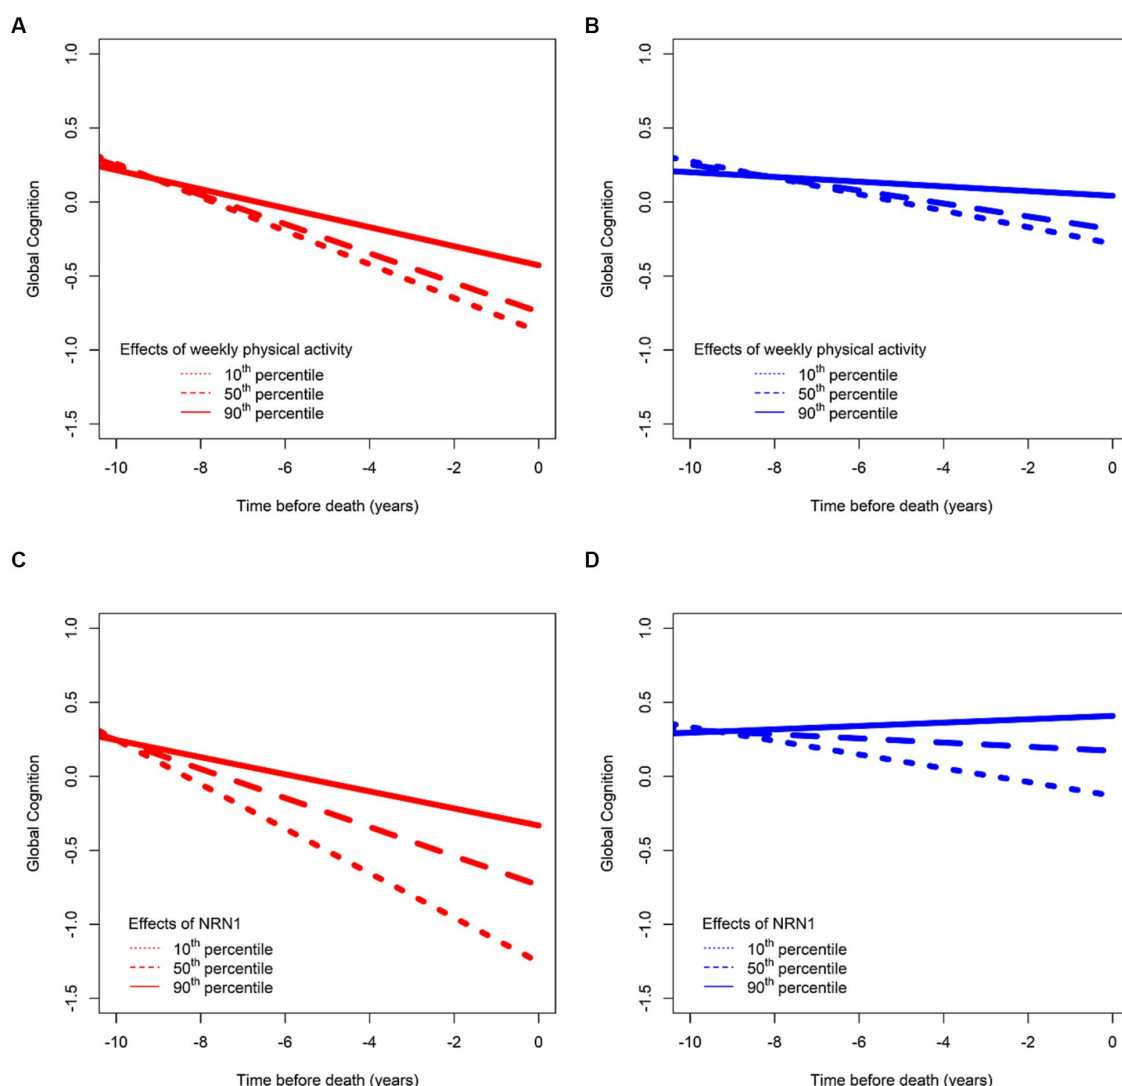 A
1.0
0.5
0.0
-0.5
-1.0
-1.5
Global Cognition
Effects of weekly physical activity
10th percentile
50th percentile
90th percentile
-10 -8 -6 -4 -2 0
Time before death (years)
B
1.0
0.5
0.0
-0.5
-1.0
-1.5
Global Cognition
Effects of weekly physical activity
10th percentile
50th percentile
90th percentile
-10 -8 -6 -4 -2 0
Time before death (years)
C
1.0
0.5
0.0
-0.5
-1.0
-1.5
Global Cognition
Effects of NRN1
10th percentile
50th percentile
90th percentile
-10 -8 -6 -4 -2 0
Time before death (years)
D
1.0
0.5
0.0
-0.5
-1.0
-1.5
Global Cognition
Effects of NRN1
10th percentile
50th percentile
90th percentile
-10 -8 -6 -4 -2 0
Time before death (years)